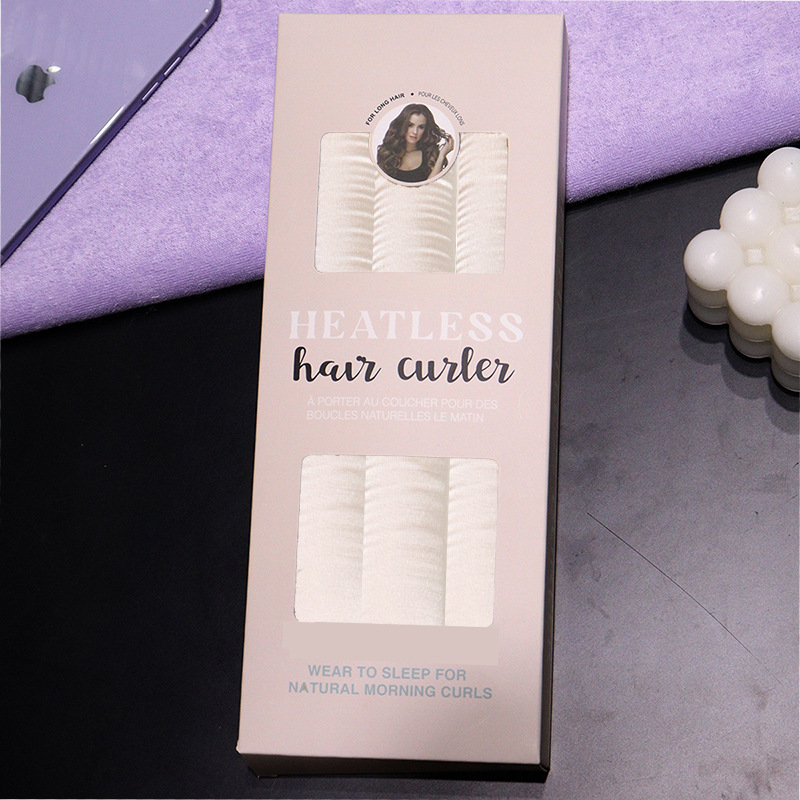 FOR LONG HAIR • POUR LES CHEVEUX LONGS
HEATLESS
hair curler
À PORTER AU COUCHER POUR DES
BOUCLES NATURELLES LE MATIN
WEAR TO SLEEP FOR
NATURAL MORNING CURLS